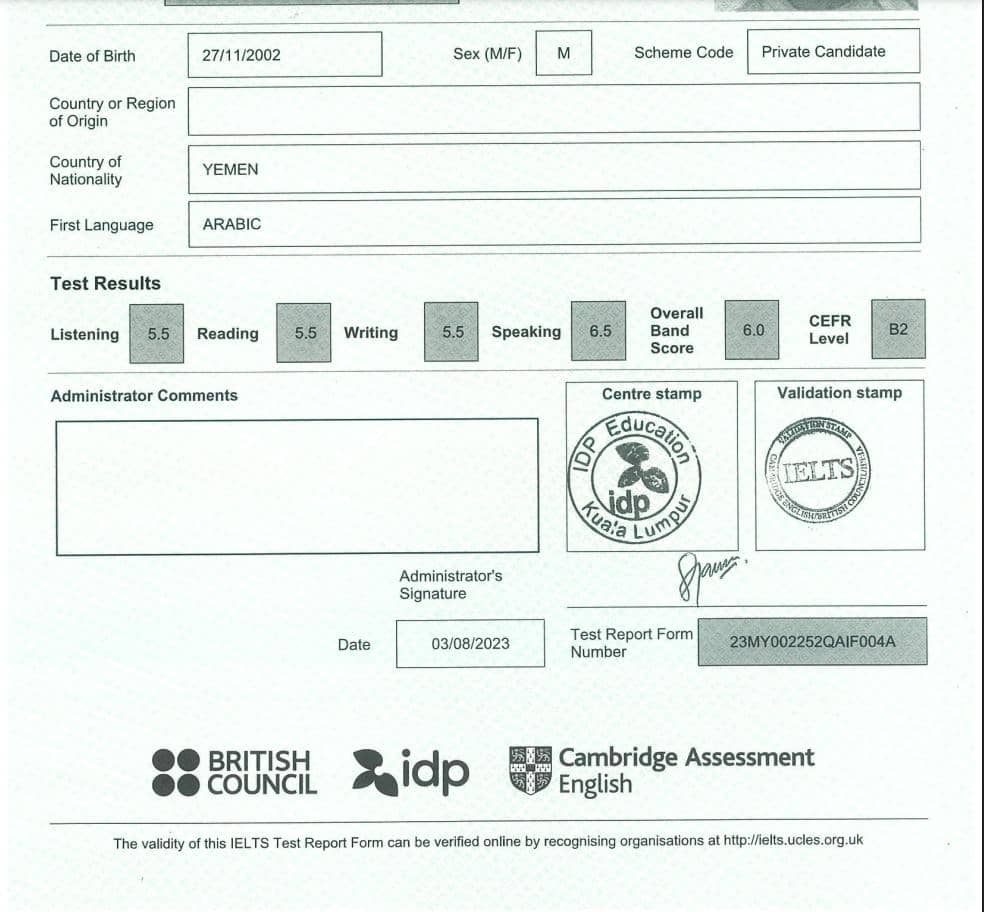 Date of Birth 27/11/2002 Sex (M/F) M Scheme Code Private Candidate
Country or Region
of Origin
Country of
Nationality YEMEN
First Language ARABIC
Test Results
Listening 5.5 Reading 5.5 Writing 5.5 Speaking 6.5 Overall
Band
Score 6.0 CEFR
Level B2
Administrator Comments
Centre stamp
IDP Education
idp
Kuala Lumpur
Validation stamp
VALIDATION STAMP
IELTS
CAMBRIDGE ENGLISH/BRITISH COUNCIL/
Administrator's
Signature
Date 03/08/2023
Test Report Form
Number 23MY002252QAIF004A
BRITISH
COUNCIL
idp
Cambridge Assessment
English
The validity of this IELTS Test Report Form can be verified online by recognising organisations at http://ielts.ucles.org.uk